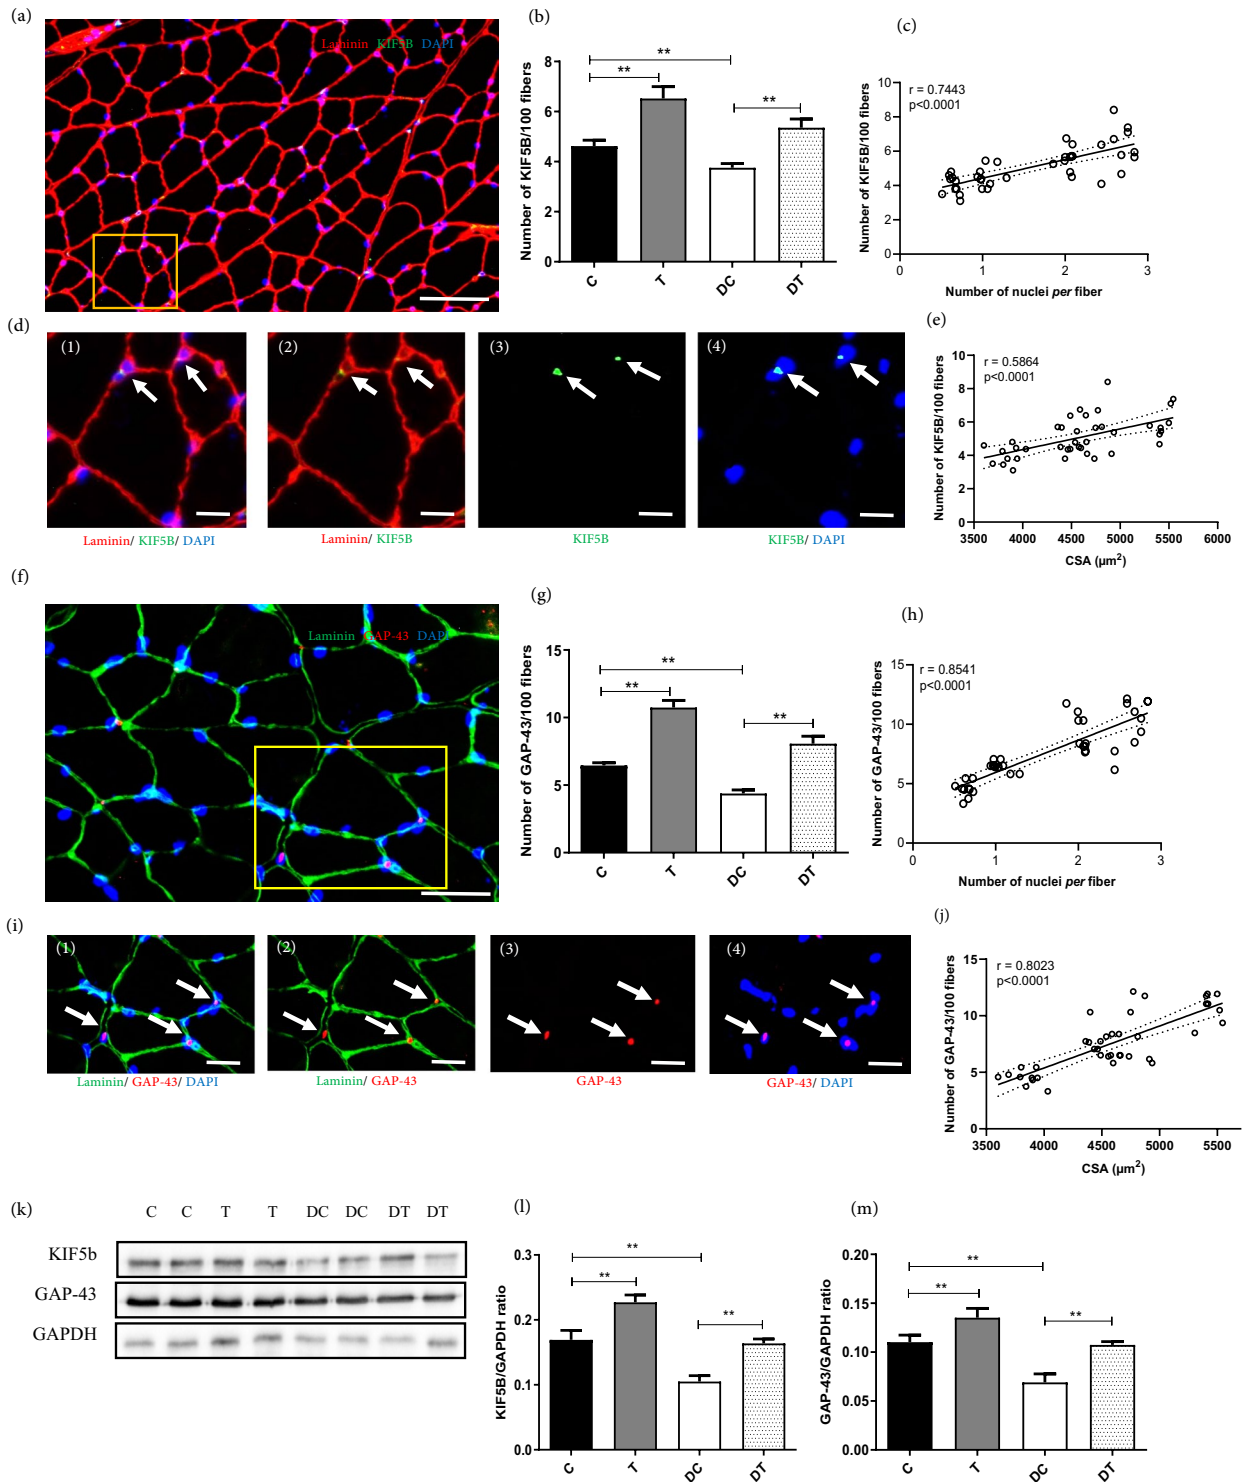 (a)
Laminin KIF5B DAPI
(b)
Number of KIF5B/100 fibers
8
6
4
2
0
**
**
**
C
T
DC
DT
(c)
Number of KIF5B/100 fibers
r = 0.7443
p<0.0001
10
8
6
4
2
0
0
1
2
3
Number of nuclei per fiber
(d)
(1)
(2)
(3)
(4)
Laminin/ KIF5B/ DAPI
Laminin/ KIF5B
KIF5B
KIF5B/ DAPI
(e)
Number of KIF5B/100 fibers
r = 0.5864
p<0.0001
10
8
6
4
2
0
3500
4000
4500
5000
5500
6000
CSA (µm²)
(f)
Laminin GAP-43 DAPI
(g)
Number of GAP-43/100 fibers
15
10
5
0
**
**
**
C
T
DC
DT
(h)
Number of GAP-43/100 fibers
r = 0.8541
p<0.0001
15
10
5
0
0
1
2
3
Number of nuclei per fiber
(i)
(1)
(2)
(3)
(4)
Laminin/ GAP-43/ DAPI
Laminin/ GAP-43
GAP-43
GAP-43/ DAPI
(j)
Number of GAP-43/100 fibers
r = 0.8023
p<0.0001
15
10
5
0
3500
4000
4500
5000
5500
CSA (µm²)
(k)
C C T T DC DC DT DT
KIF5b
GAP-43
GAPDH
(l)
KIF5B/GAPDH ratio
0.3
0.2
0.1
0.0
**
**
**
C
T
DC
DT
(m)
GAP-43/GAPDH ratio
0.20
0.15
0.10
0.05
0.00
**
**
**
C
T
DC
DT